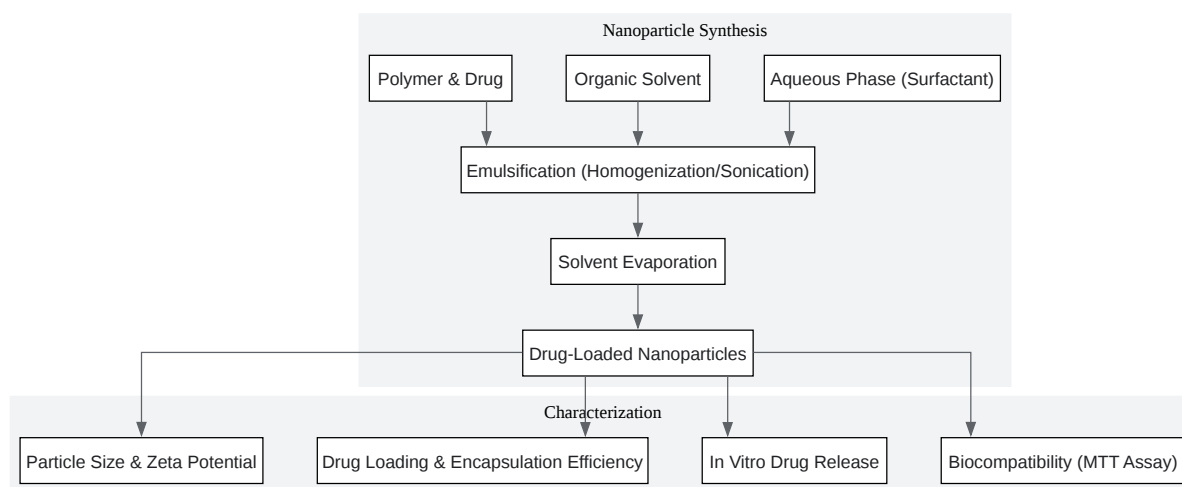 Nanoparticle Synthesis
Polymer & Drug
Organic Solvent
Aqueous Phase (Surfactant)
Emulsification (Homogenization/Sonication)
Solvent Evaporation
Drug-Loaded Nanoparticles
Characterization
Particle Size & Zeta Potential
Drug Loading & Encapsulation Efficiency
In Vitro Drug Release
Biocompatibility (MTT Assay)